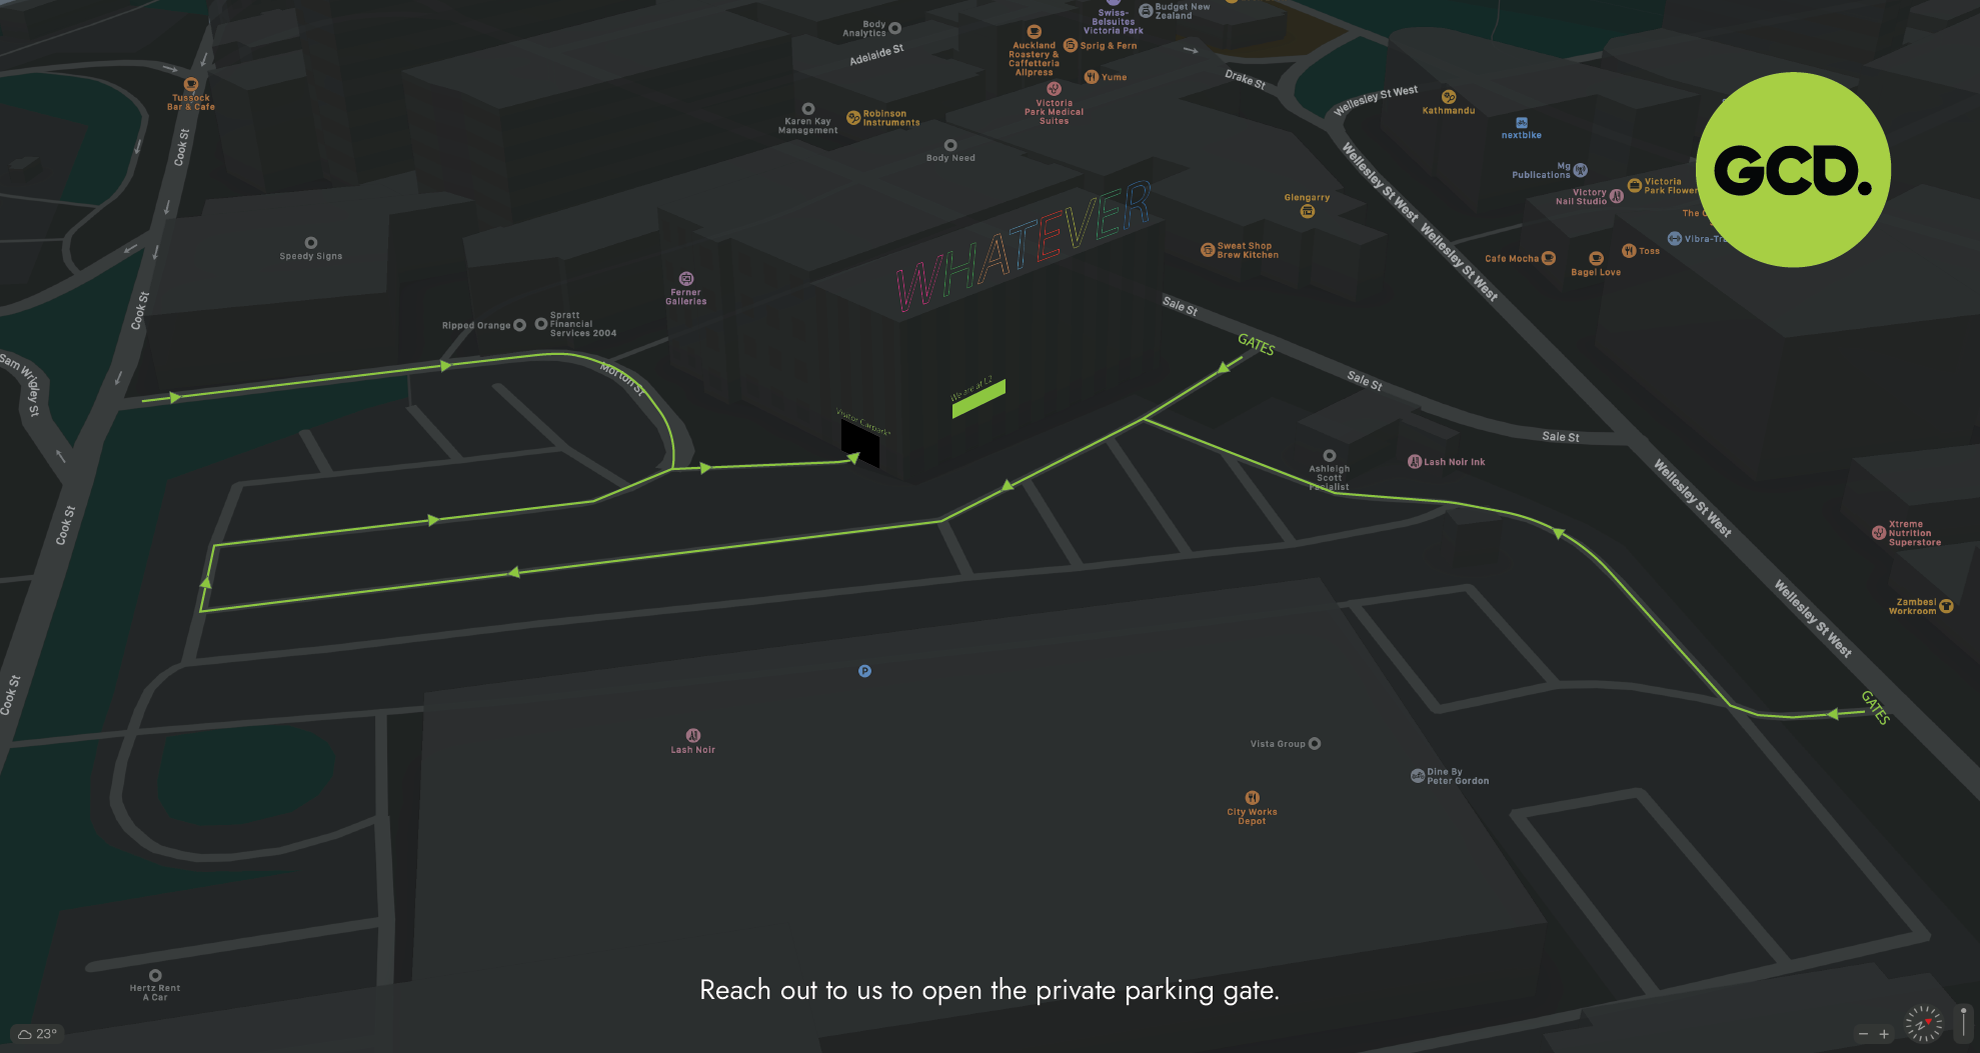 Swiss-
Belsuites
Victoria Park
Budget New
Zealand
Body
Analytics
Adelaide St
Auckland
Roastery &
Caffetteria
Allpress
Sprig & Fern
Yume
Drake St
Wellesley St West
Kathmandu
Tussock
Bar & Cafe
Victoria
Park Medical
Suites
Karen Kay
Management
Robinson
Instruments
nextbike
Body Need
Cook St
GCD.
Mg
Publications
Wellesley St West
Victoria
Park Flower
Victory
Nail Studio
Glengarry
WHATEVER
Speedy Signs
Sweat Shop
Brew Kitchen
Wellesley St West
Toss
Cafe Mocha
Bagel Love
Ferner
Galleries
Cook St
Sale St
Ripped Orange
Spratt
Financial
Services 2004
GATES
Morton St
Sale St
Sam Wrigley St
We are at L2
Visitor Carpark
Sale St
Ashleigh
Scott
Facialist
Lash Noir Ink
Wellesley St West
Cook St
Xtreme
Nutrition
Superstore
Zambesi
Workroom
Wellesley St West
P
Cook St
GATES
Lash Noir
Vista Group
Dine By
Peter Gordon
City Works
Depot
Hertz Rent
A Car
Reach out to us to open the private parking gate.
23°
N